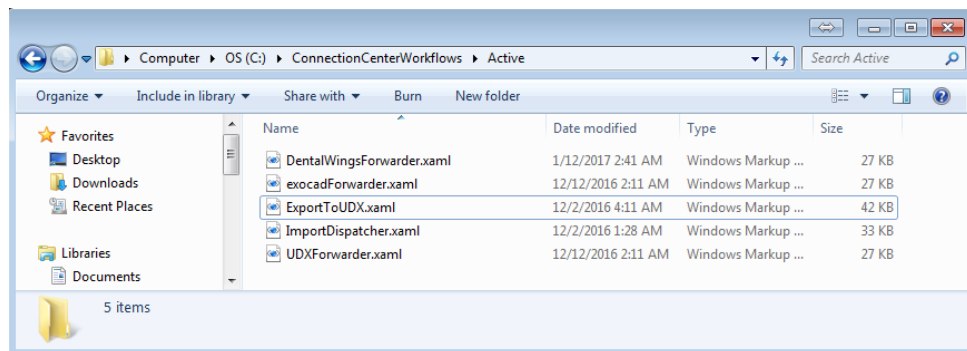 Computer OS (C:) ConnectionCenterWorkflows Active Search Active
Organize Include in library Share with Burn New folder
Favorites
Desktop
Downloads
Recent Places
Libraries
Documents
Name Date modified Type Size
DentalWingsForwarder.xaml 1/12/2017 2:41 AM Windows Markup ... 27 KB
exocadForwarder.xaml 12/12/2016 2:11 AM Windows Markup ... 27 KB
ExportToUDX.xaml 12/2/2016 4:11 AM Windows Markup ... 42 KB
ImportDispatcher.xaml 12/2/2016 1:28 AM Windows Markup ... 33 KB
UDXForwarder.xaml 12/12/2016 2:11 AM Windows Markup ... 27 KB
5 items